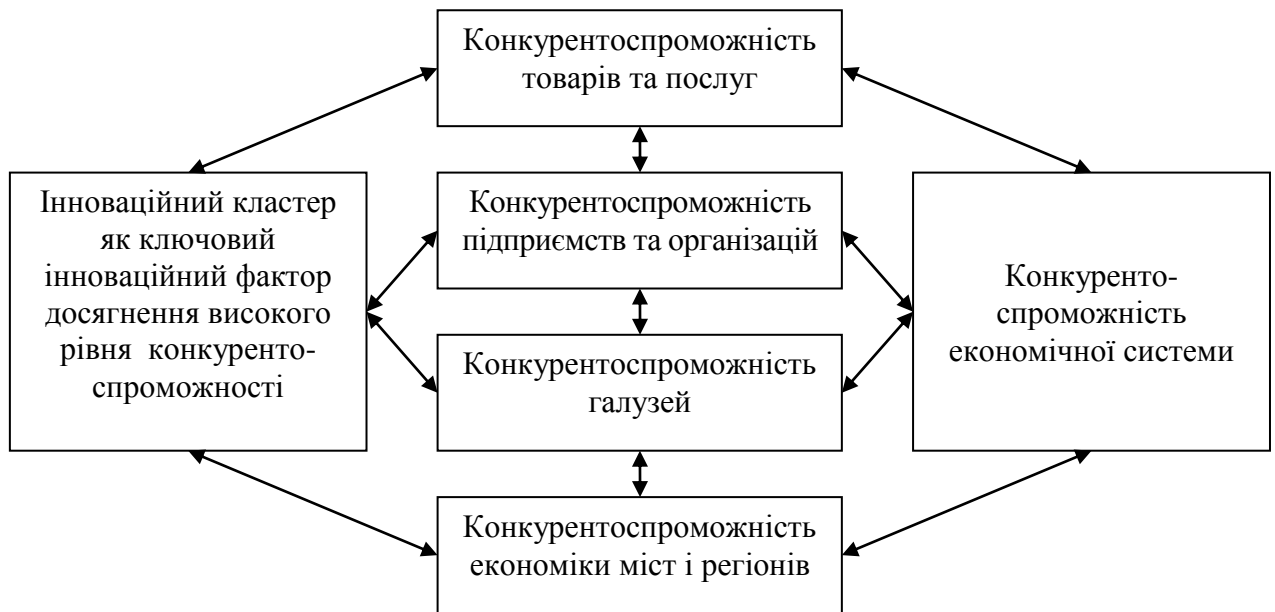 Конкурентоспроможність
товарів та послуг
Інноваційний кластер
як ключовий
інноваційний фактор
досягнення високого
рівня конкуренто-
спроможності
Конкурентоспроможність
підприємств та організацій
Конкурентоспроможність
галузей
Конкуренто-
спроможність
економічної системи
Конкурентоспроможність
економіки міст і регіонів